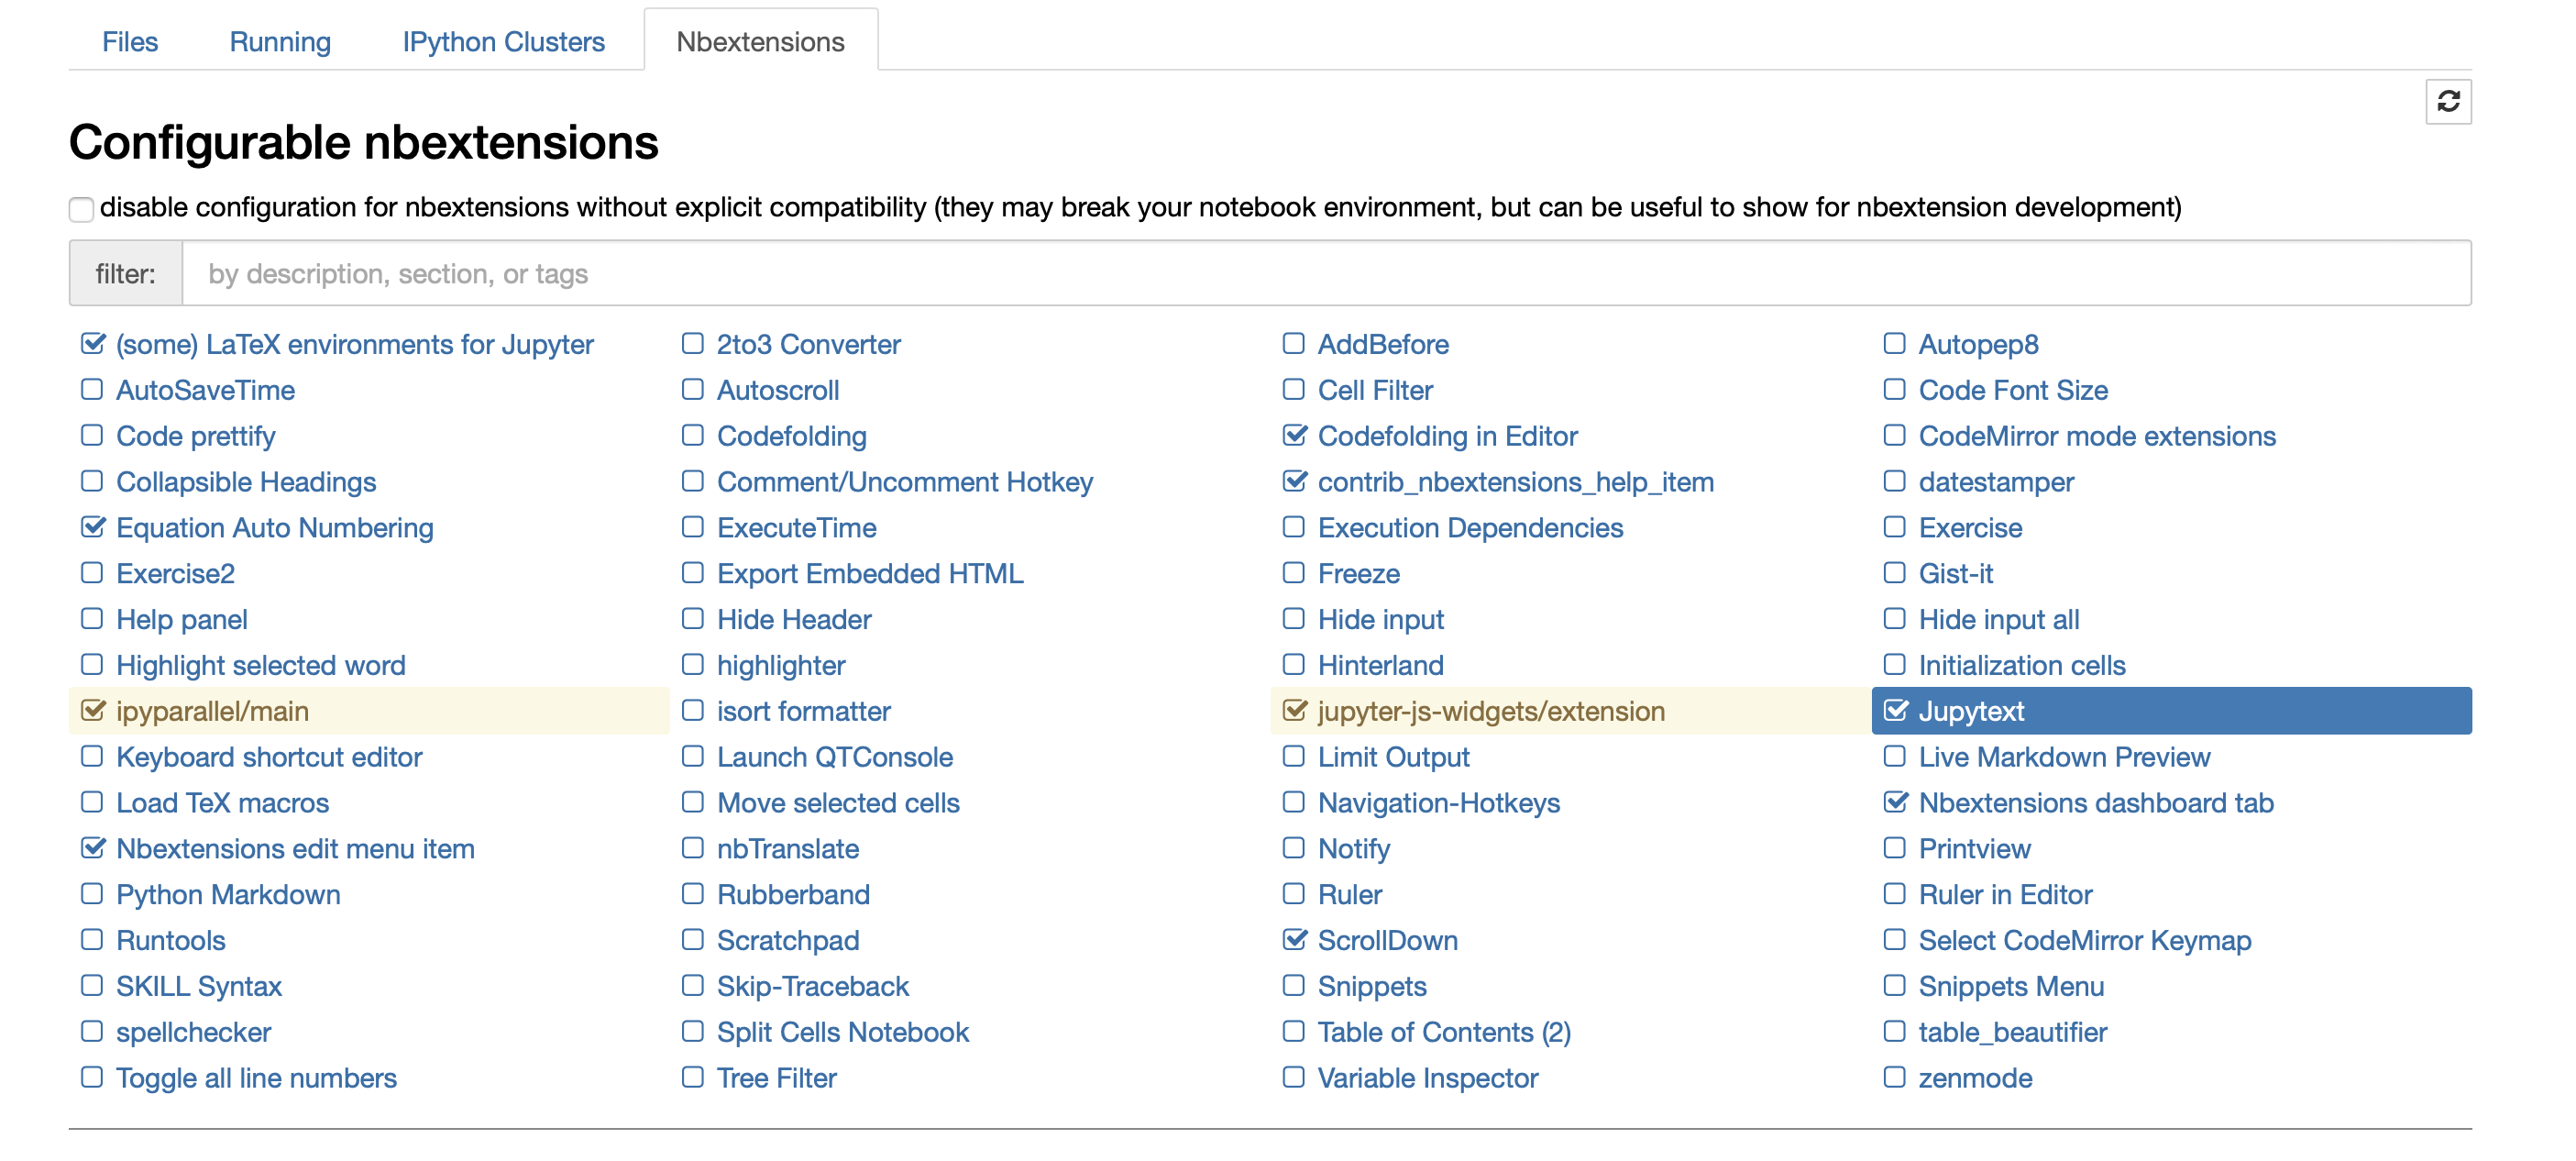 Files Running IPython Clusters Nbextensions
Configurable nbextensions
disable configuration for nbextensions without explicit compatibility (they may break your notebook environment, but can be useful to show for nbextension development)
filter: by description, section, or tags
(some) LaTeX environments for Jupyter 2to3 Converter AddBefore Autopep8
AutoSaveTime Autoscroll Cell Filter Code Font Size
Code prettify Codefolding Codefolding in Editor CodeMirror mode extensions
Collapsible Headings Comment/Uncomment Hotkey contrib_nbextensions_help_item datestamper
Equation Auto Numbering ExecuteTime Execution Dependencies Exercise
Exercise2 Export Embedded HTML Freeze Gist-it
Help panel Hide Header Hide input Hide input all
Highlight selected word highlighter Hinterland Initialization cells
ipyparallel/main isort formatter jupyter-js-widgets/extension Jupytext
Keyboard shortcut editor Launch QTConsole Limit Output Live Markdown Preview
Load TeX macros Move selected cells Navigation-Hotkeys Nbextensions dashboard tab
Nbextensions edit menu item nbTranslate Notify Printview
Python Markdown Rubberband Ruler Ruler in Editor
Runtools Scratchpad ScrollDown Select CodeMirror Keymap
SKILL Syntax Skip-Traceback Snippets Snippets Menu
spellchecker Split Cells Notebook Table of Contents (2) table_beautifier
Toggle all line numbers Tree Filter Variable Inspector zenmode